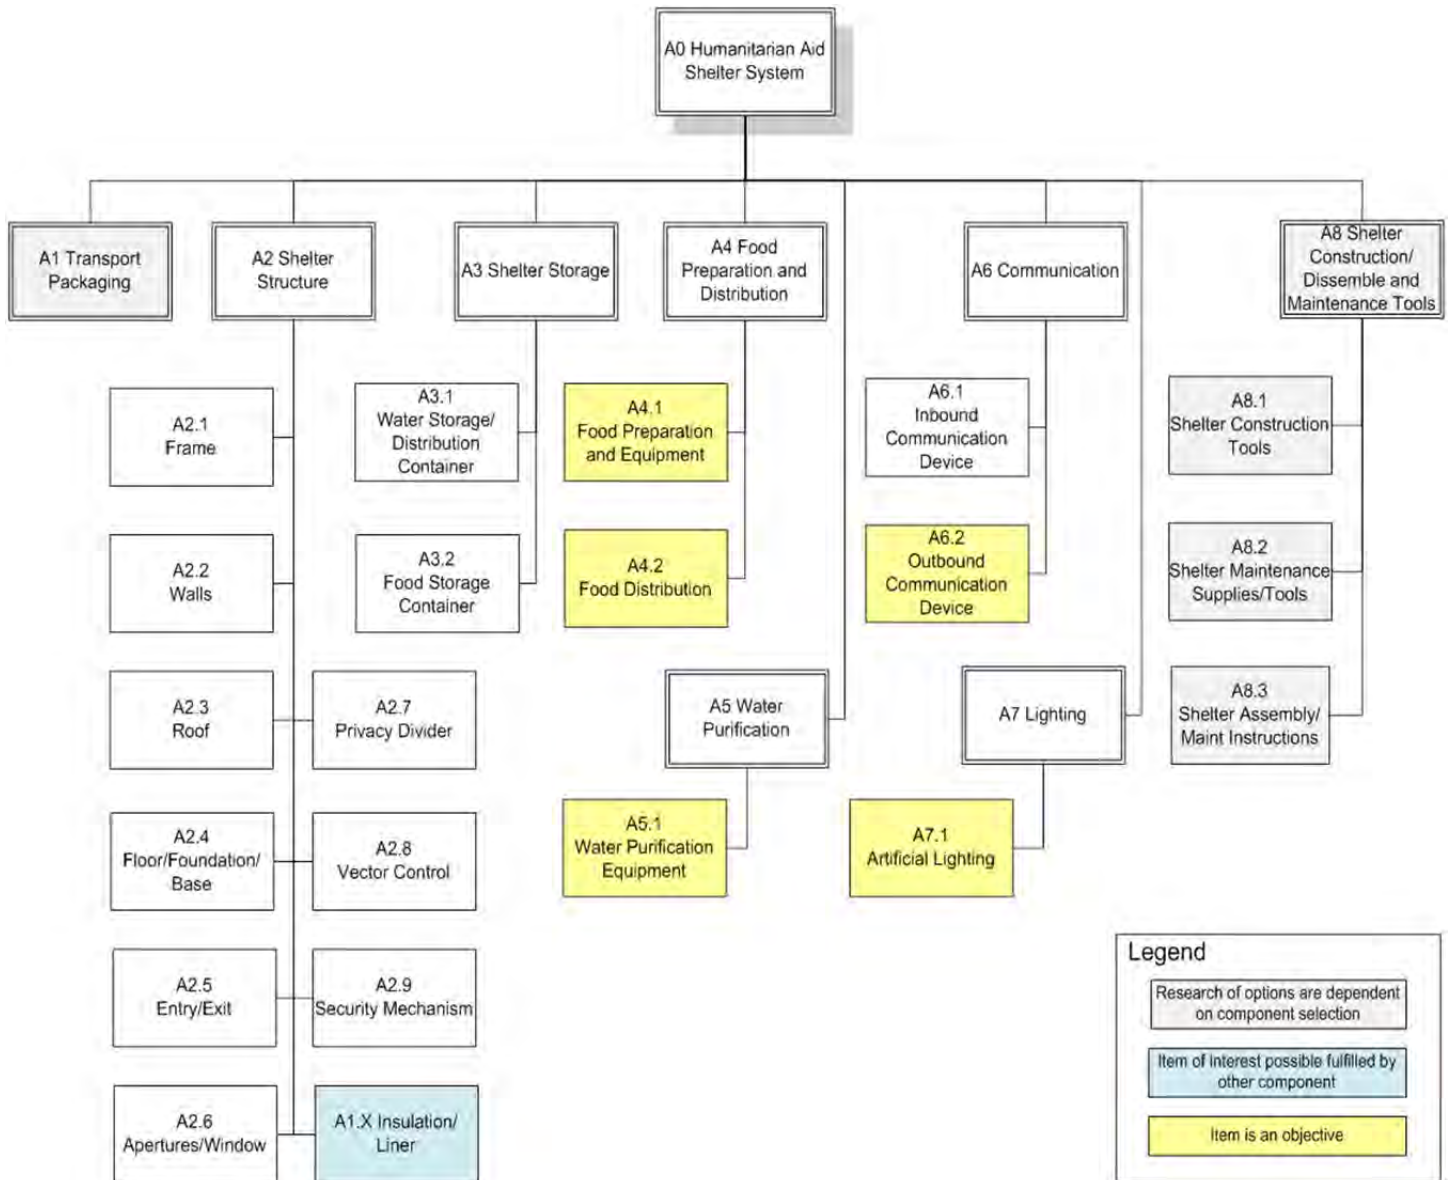 A0 Humanitarian Aid
Shelter System
A1 Transport
Packaging
A2 Shelter
Structure
A3 Shelter Storage
A4 Food
Preparation and
Distribution
A6 Communication
A8 Shelter
Construction/
Dissemble and
Maintenance Tools
A2.1
Frame
A3.1
Water Storage/
Distribution
Container
A4.1
Food Preparation
and Equipment
A6.1
Inbound
Communication
Device
A8.1
Shelter Construction
Tools
A2.2
Walls
A3.2
Food Storage
Container
A4.2
Food Distribution
A6.2
Outbound
Communication
Device
A8.2
Shelter Maintenance
Supplies/Tools
A2.3
Roof
A2.7
Privacy Divider
A5 Water
Purification
A7 Lighting
A8.3
Shelter Assembly/
Maint Instructions
A2.4
Floor/Foundation/
Base
A2.8
Vector Control
A5.1
Water Purification
Equipment
A7.1
Artificial Lighting
A2.5
Entry/Exit
A2.9
Security Mechanism
A2.6
Apertures/Window
A1.X Insulation/
Liner
Legend
Research of options are dependent
on component selection
Item of interest possible fulfilled by
other component
Item is an objective